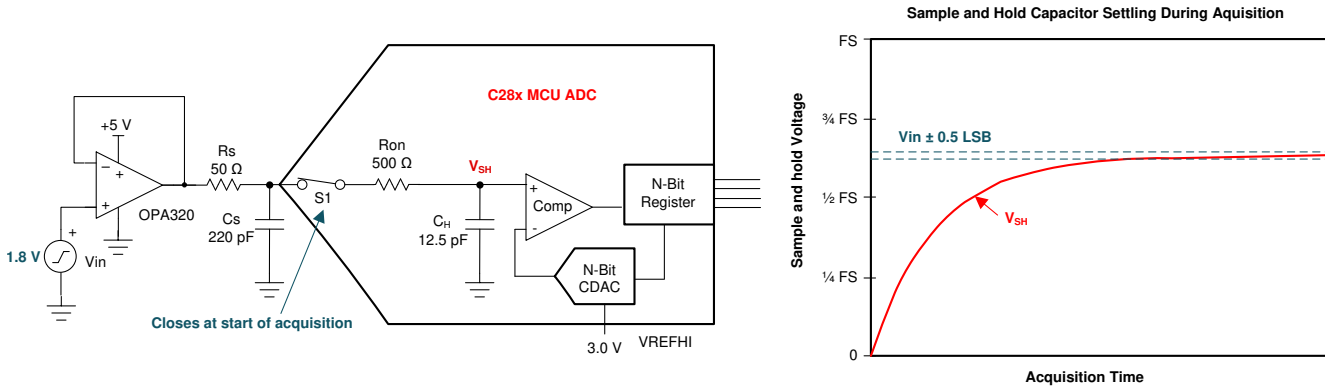 +5 V
−
+
+
OPA320
+
1.8 V
Vin
Rs
50 Ω
Cs
220 pF
Closes at start of acquisition
S1
C28x MCU ADC
Ron
500 Ω
V_SH
C_H
12.5 pF
+
Comp
-
N-Bit
Register
N-Bit
CDAC
3.0 V
VREFHI
Sample and Hold Capacitor Settling During Aquisition
Sample and hold Voltage
FS
¾ FS
½ FS
¼ FS
0
Vin ± 0.5 LSB
V_SH
Acquisition Time